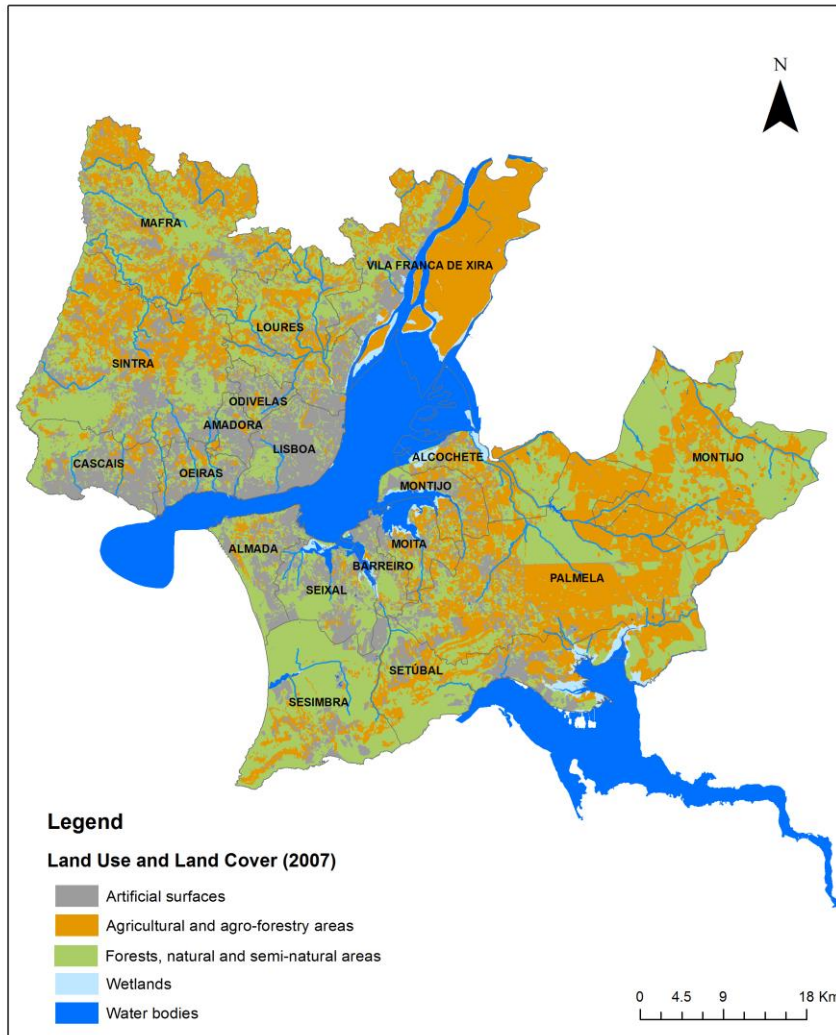 N
MAFRA
VILA FRANCA DE XIRA
LOURES
SINTRA
ODIVELAS
AMADORA
LISBOA
CASCAIS
OEIRAS
ALCOCHETE
MONTIJO
MONTIJO
ALMADA
MOITA
BARREIRO
SEIXAL
PALMELA
SETÚBAL
SESIMBRA
Legend
Land Use and Land Cover (2007)
Artificial surfaces
Agricultural and agro-forestry areas
Forests, natural and semi-natural areas
Wetlands
Water bodies
0 4.5 9 18 Km